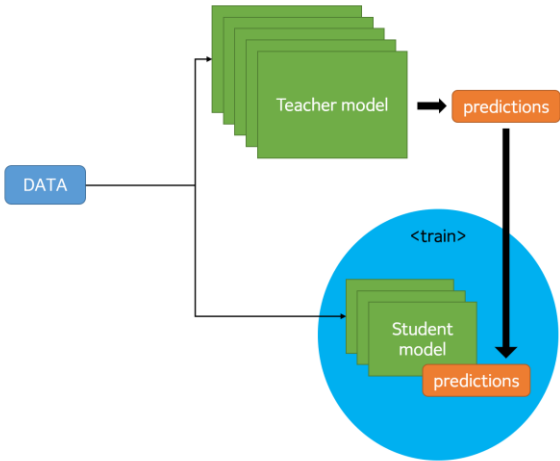 Teacher model
predictions
DATA
<train>
Student
model
predictions